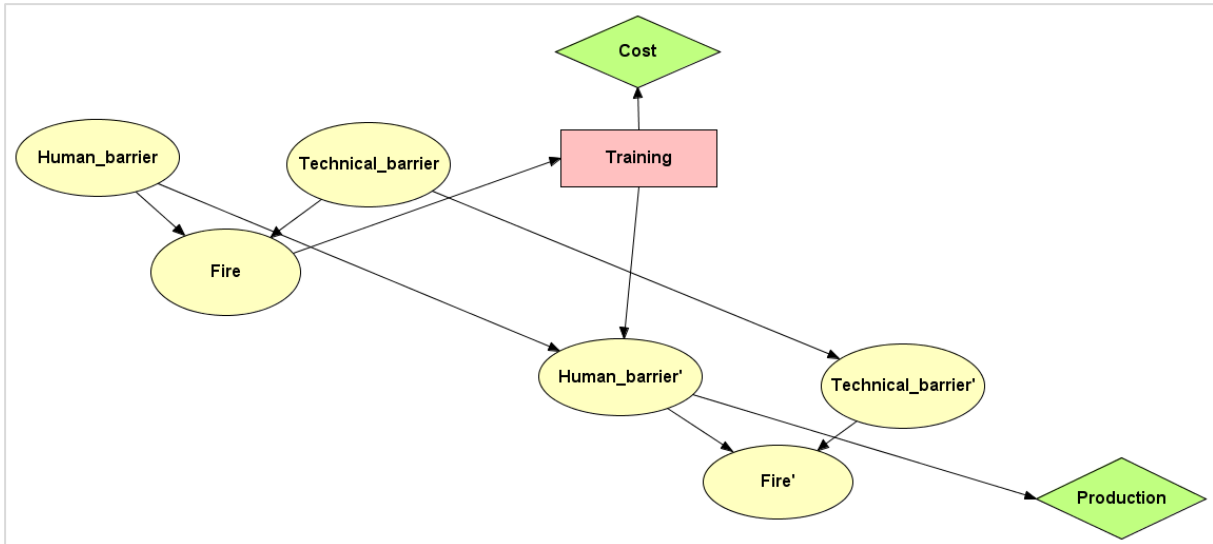 Cost
Human_barrier
Technical_barrier
Training
Fire
Human_barrier'
Technical_barrier'
Fire'
Production